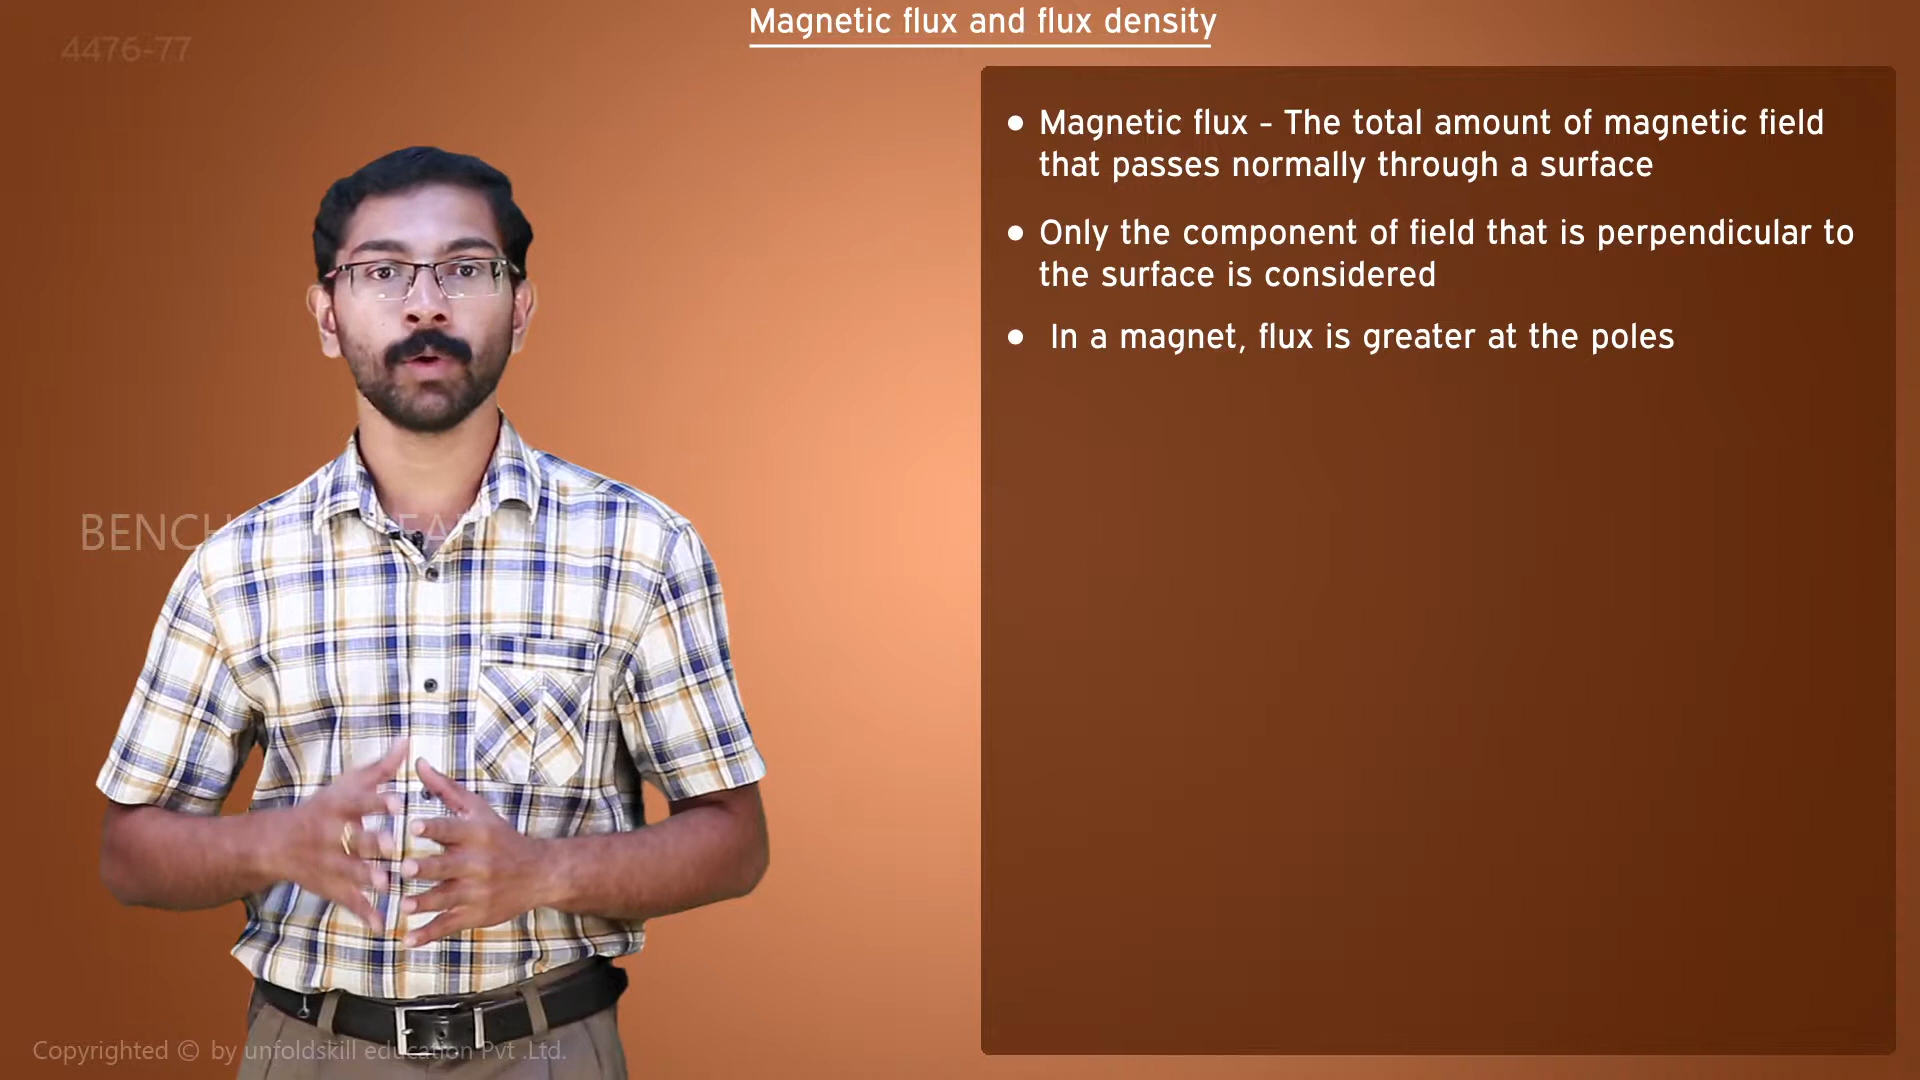 Magnetic flux and flux density
4476-77
● Magnetic flux - The total amount of magnetic field
that passes normally through a surface
● Only the component of field that is perpendicular to
the surface is considered
● In a magnet, flux is greater at the poles
Copyrighted © by unfoldskill education Pvt .Ltd.